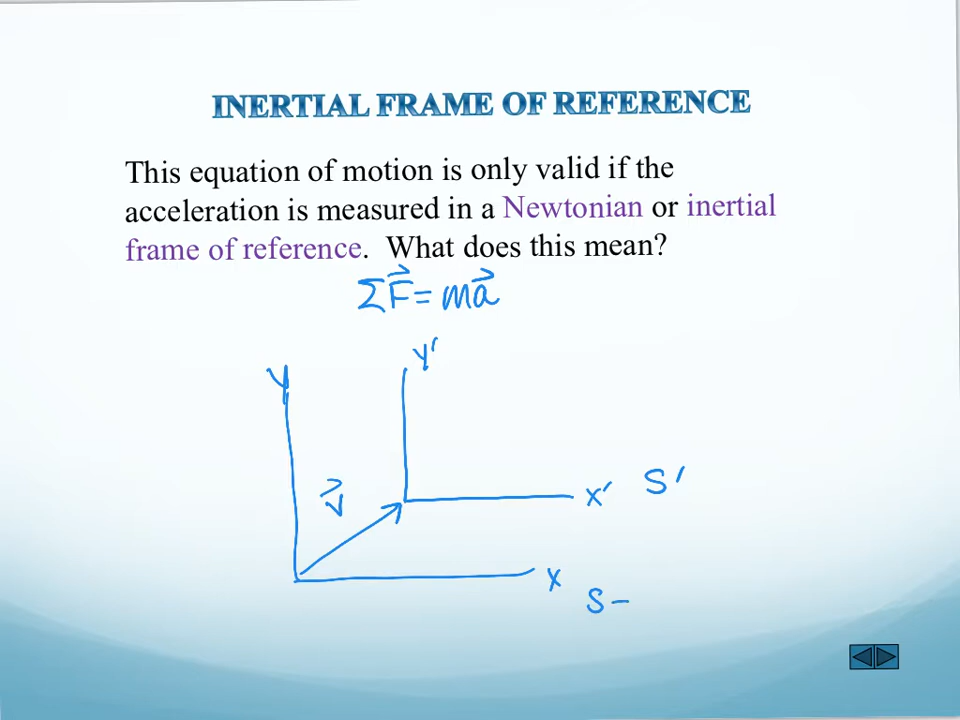 INERTIAL FRAME OF REFERENCE
This equation of motion is only valid if the
acceleration is measured in a Newtonian or inertial
frame of reference. What does this mean?
ΣF⃗ = ma⃗
y'
y
v⃗
x' S'
x
S –